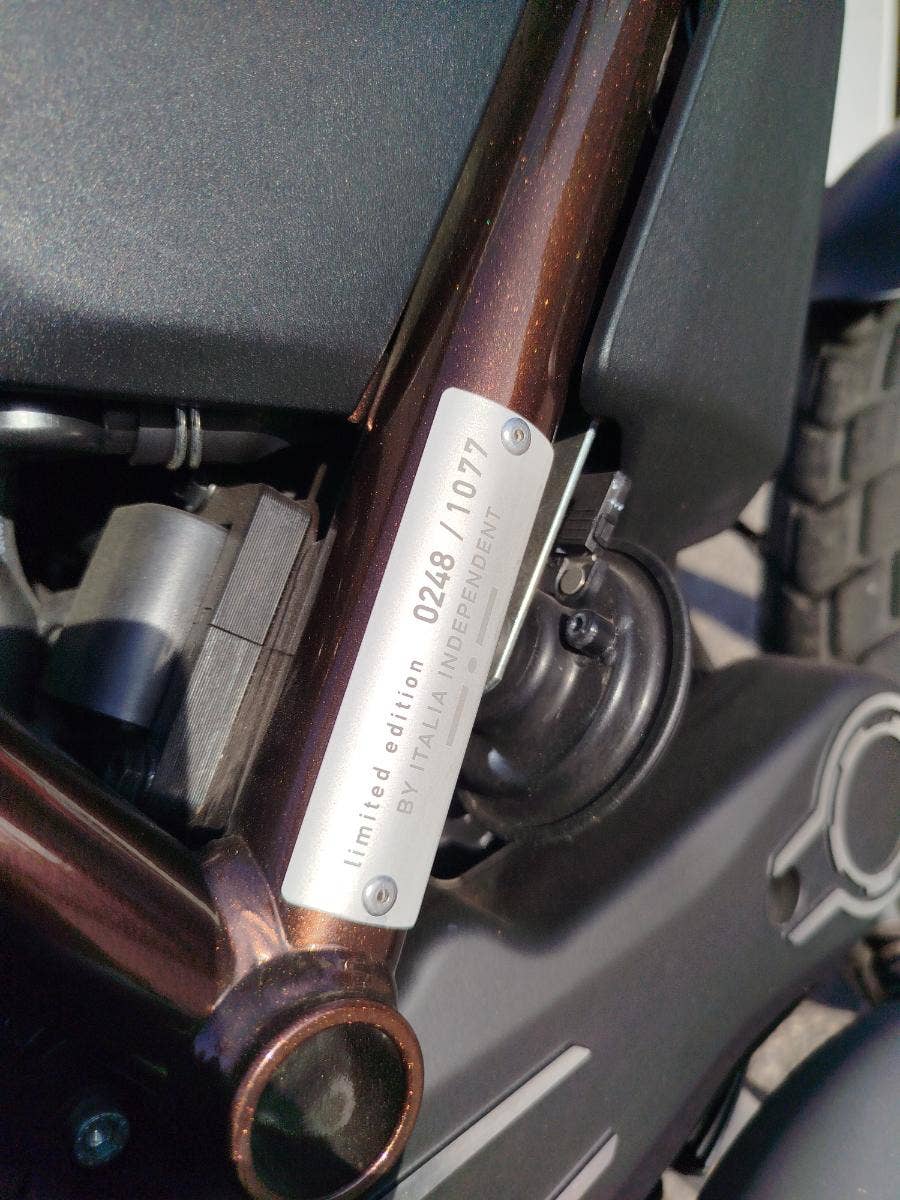 limited edition 0248 / 1077
BY ITALIA INDEPENDENT